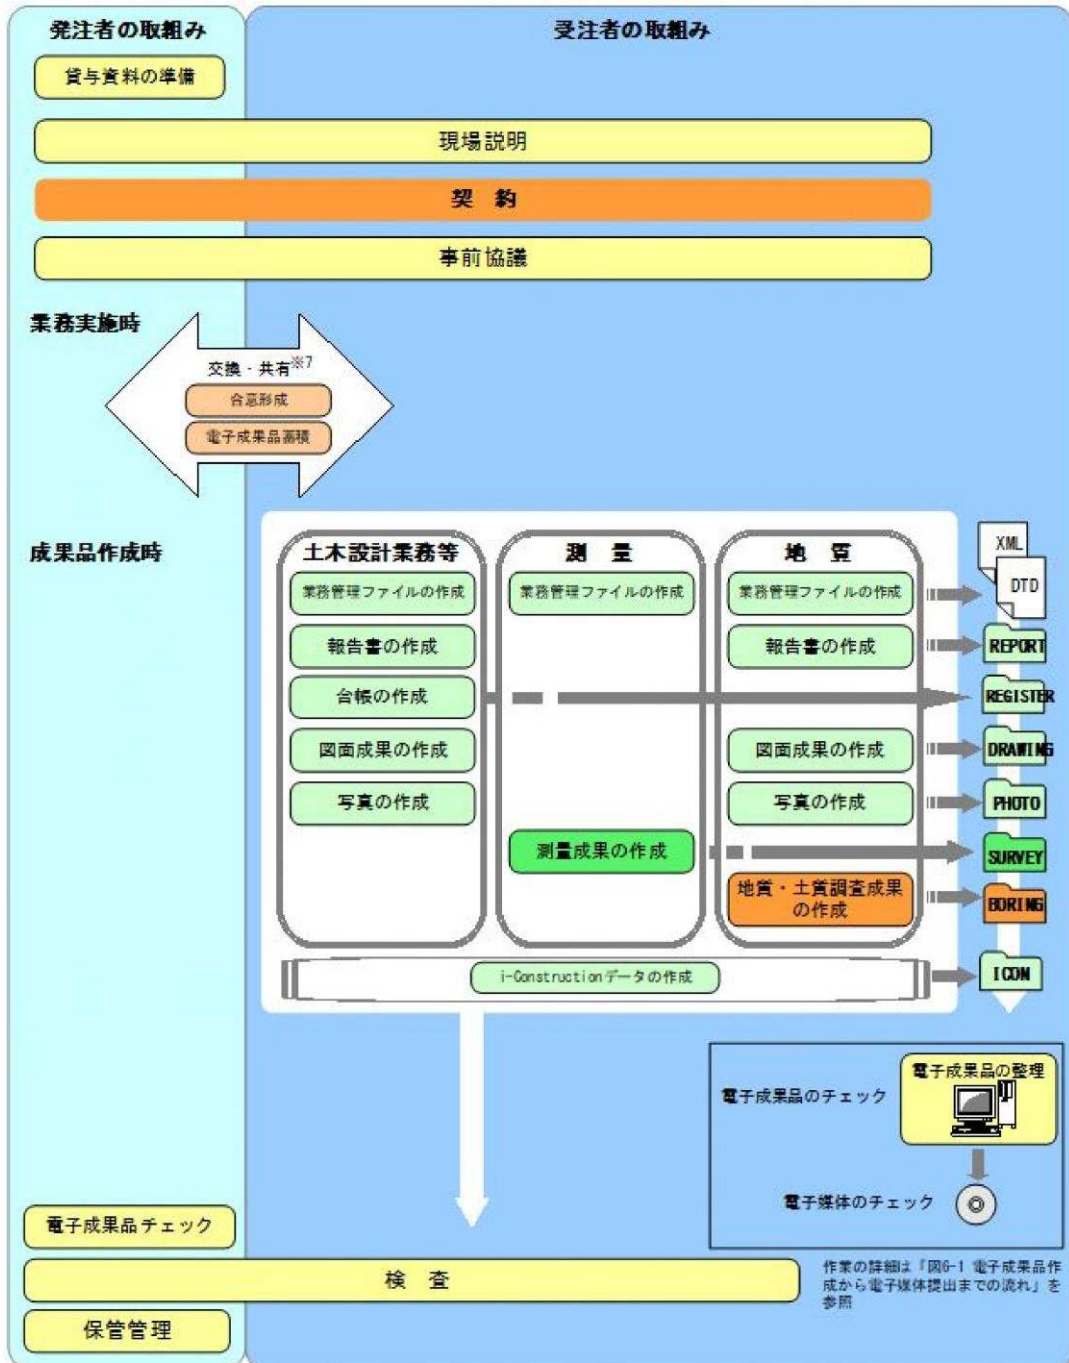 発注者の取組み
受注者の取組み
貸与資料の準備
現場説明
契 約
事前協議
業務実施時
交換・共有※7
合意形成
電子成果品蓄積
成果品作成時
土木設計業務等
業務管理ファイルの作成
報告書の作成
台帳の作成
図面成果の作成
写真の作成
測 量
業務管理ファイルの作成
測量成果の作成
地 質
業務管理ファイルの作成
報告書の作成
図面成果の作成
写真の作成
地質・土質調査成果
の作成
i-Constructionデータの作成
XML
DTD
REPORT
REGISTER
DRAWING
PHOTO
SURVEY
BORING
ICON
電子成果品の整理
電子成果品のチェック
電子媒体のチェック
作業の詳細は「図6-1 電子成果品作
成から電子媒体提出までの流れ」を
参照
電子成果品チェック
検 査
保管管理